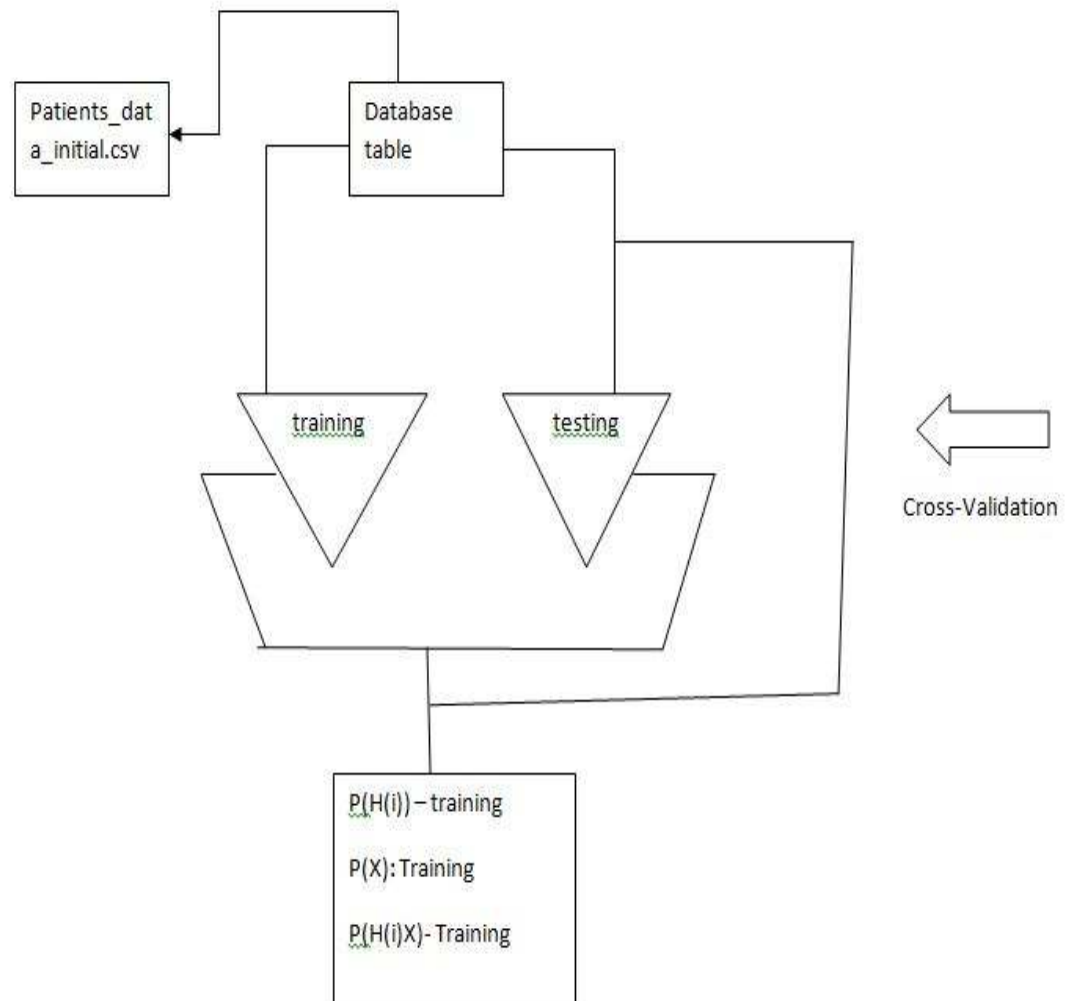 Patients_dat
a_initial.csv
Database
table
training
testing
Cross-Validation
P(H(i)) – training
P(X): Training
P(H(i)X)- Training